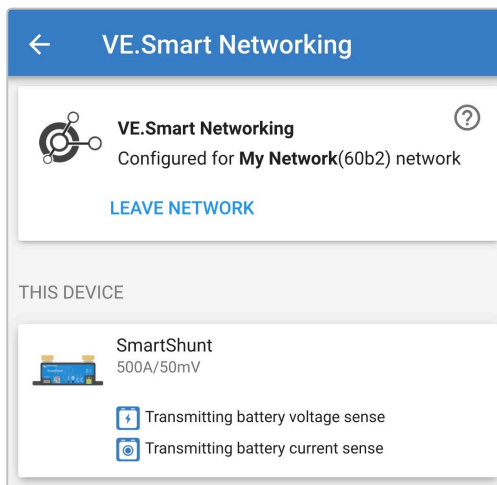 VE.Smart Networking
VE.Smart Networking
Configured for My Network(60b2) network
LEAVE NETWORK
THIS DEVICE
SmartShunt
500A/50mV
Transmitting battery voltage sense
Transmitting battery current sense